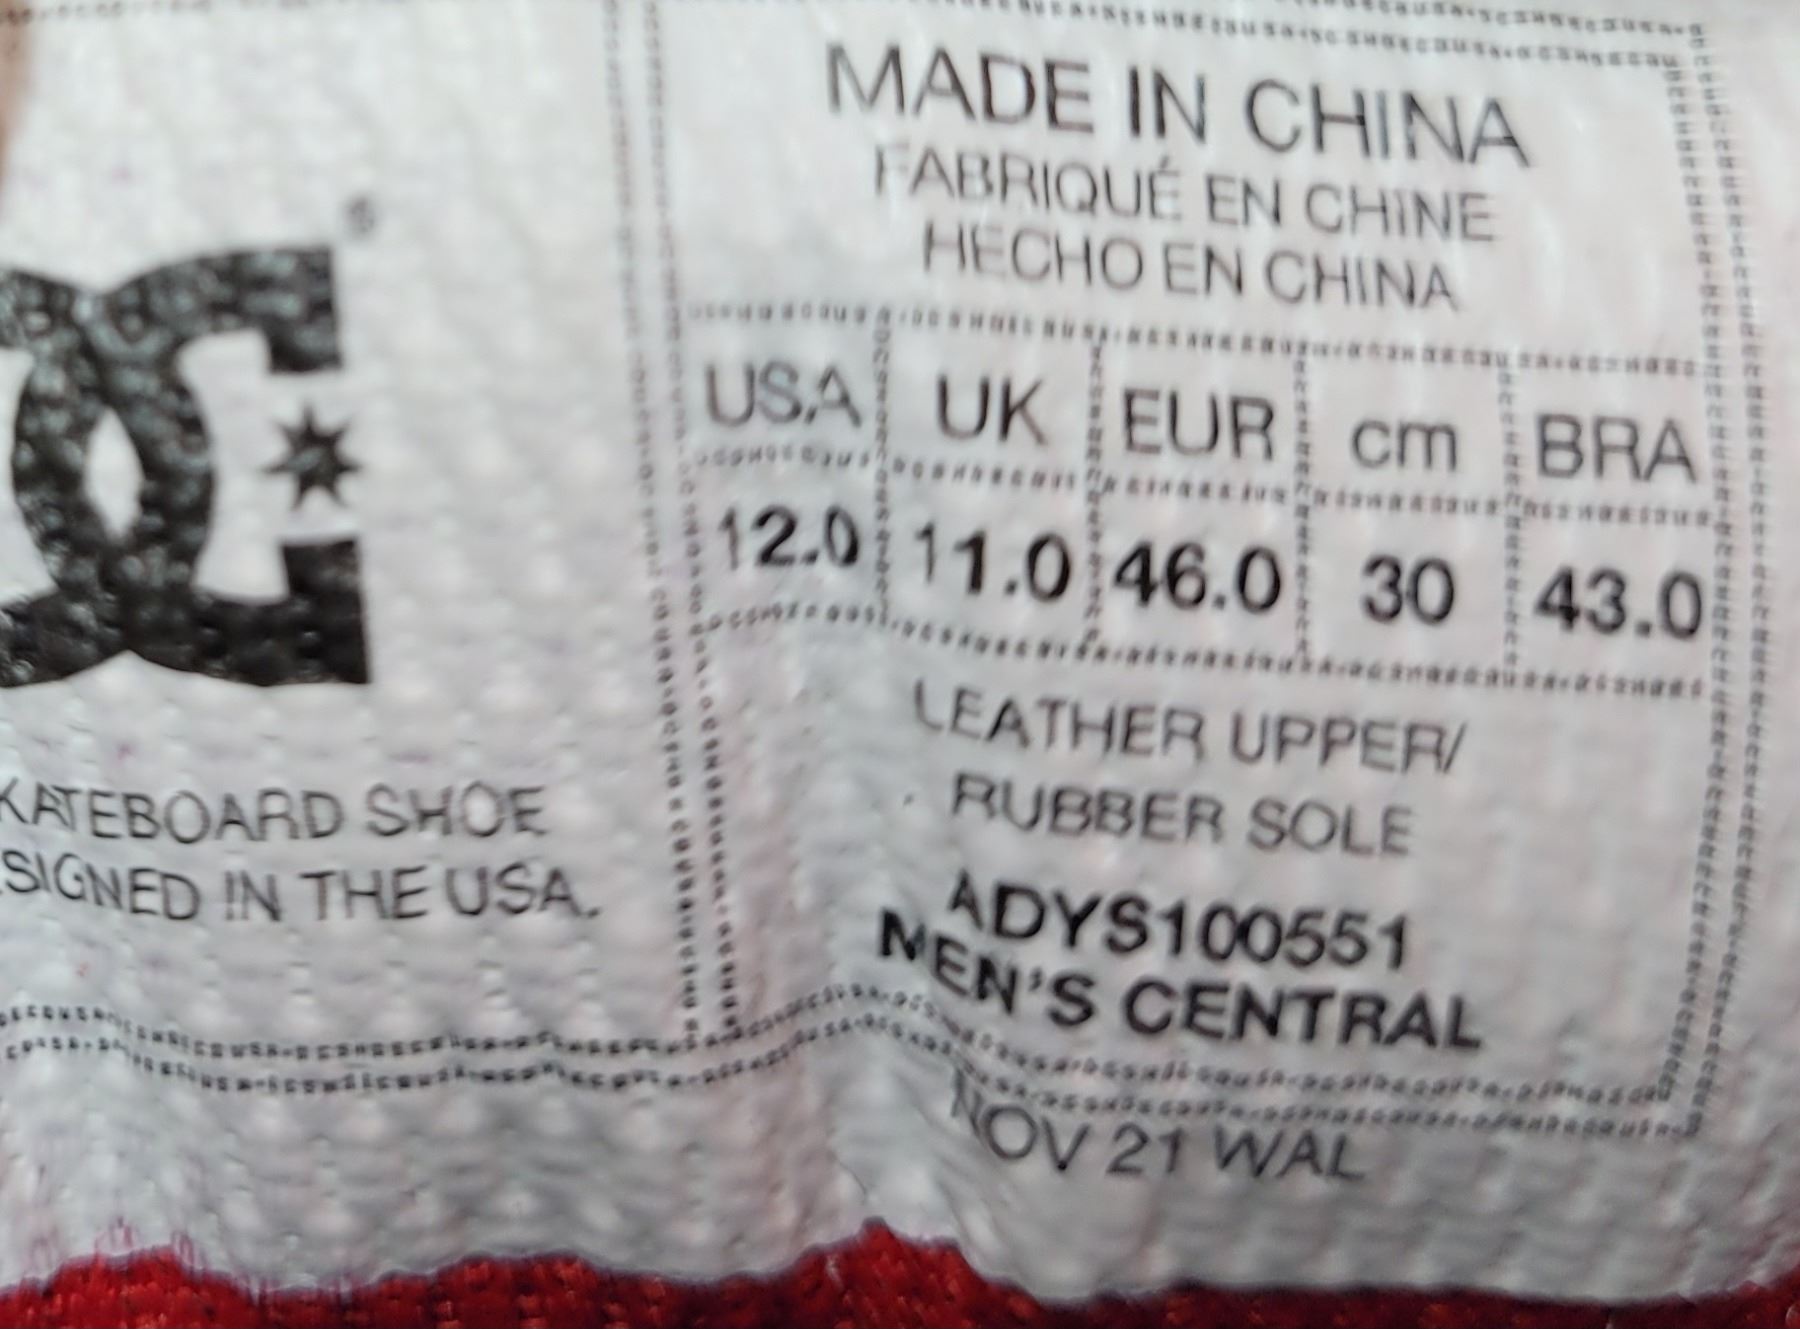 DC
®
KATEBOARD SHOE
SIGNED IN THE USA.
MADE IN CHINA
FABRIQUÉ EN CHINE
HECHO EN CHINA
USA UK EUR cm BRA
12.0 11.0 46.0 30 43.0
LEATHER UPPER/
RUBBER SOLE
ADYS100551
MEN'S CENTRAL
NOV 21 WAL